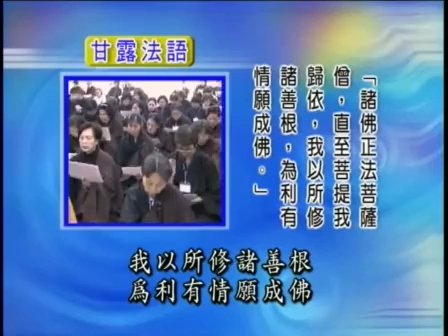 甘露法語
「諸佛正法菩薩
僧，直至菩提我
歸依，我以所修
諸善根，為利有
情願成佛。」
我以所修諸善根
為利有情願成佛